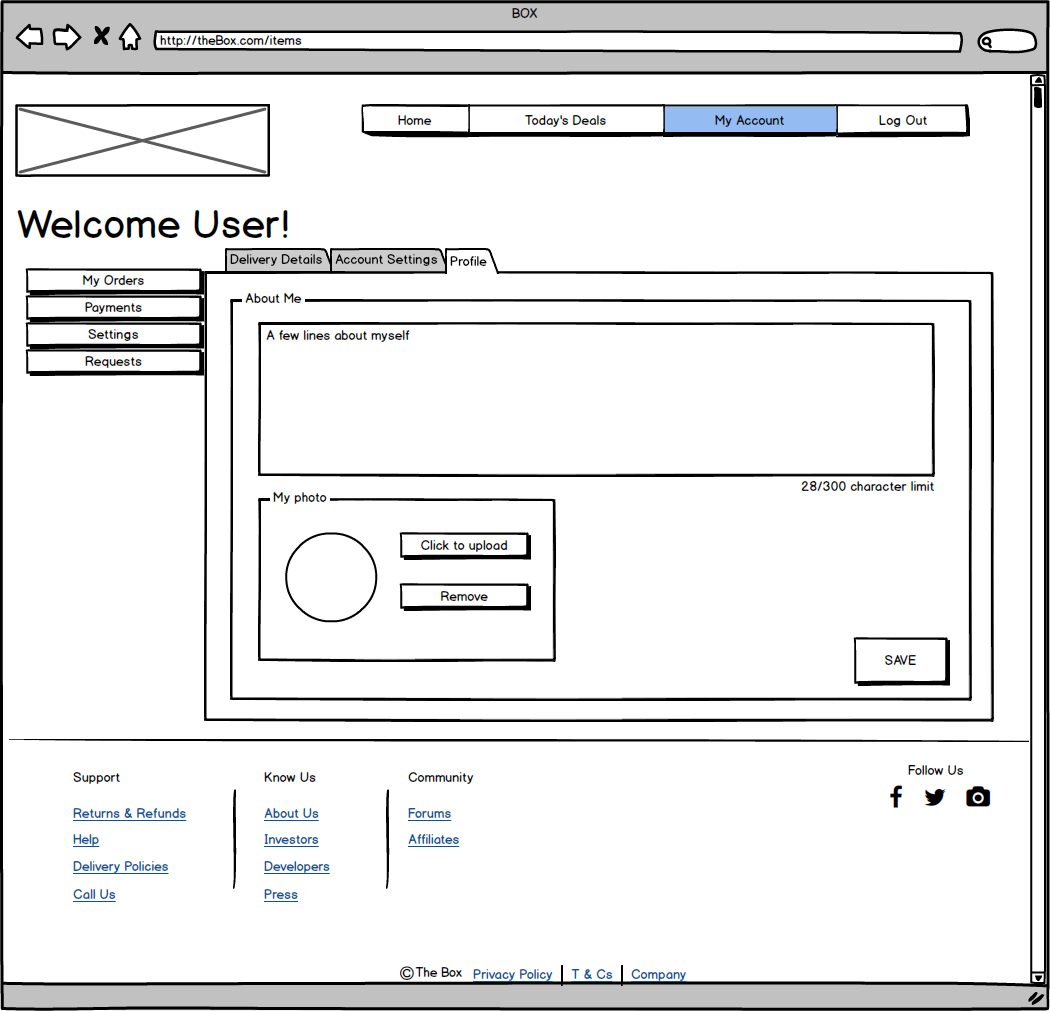 BOX
http://theBox.com/items
Home Today's Deals My Account Log Out
Welcome User!
Delivery Details Account Settings Profile
My Orders
Payments
Settings
Requests
About Me
A few lines about myself
28/300 character limit
My photo
Click to upload
Remove
SAVE
Support
Returns & Refunds
Help
Delivery Policies
Call Us
Know Us
About Us
Investors
Developers
Press
Community
Forums
Affiliates
Follow Us
©The Box Privacy Policy T & Cs Company